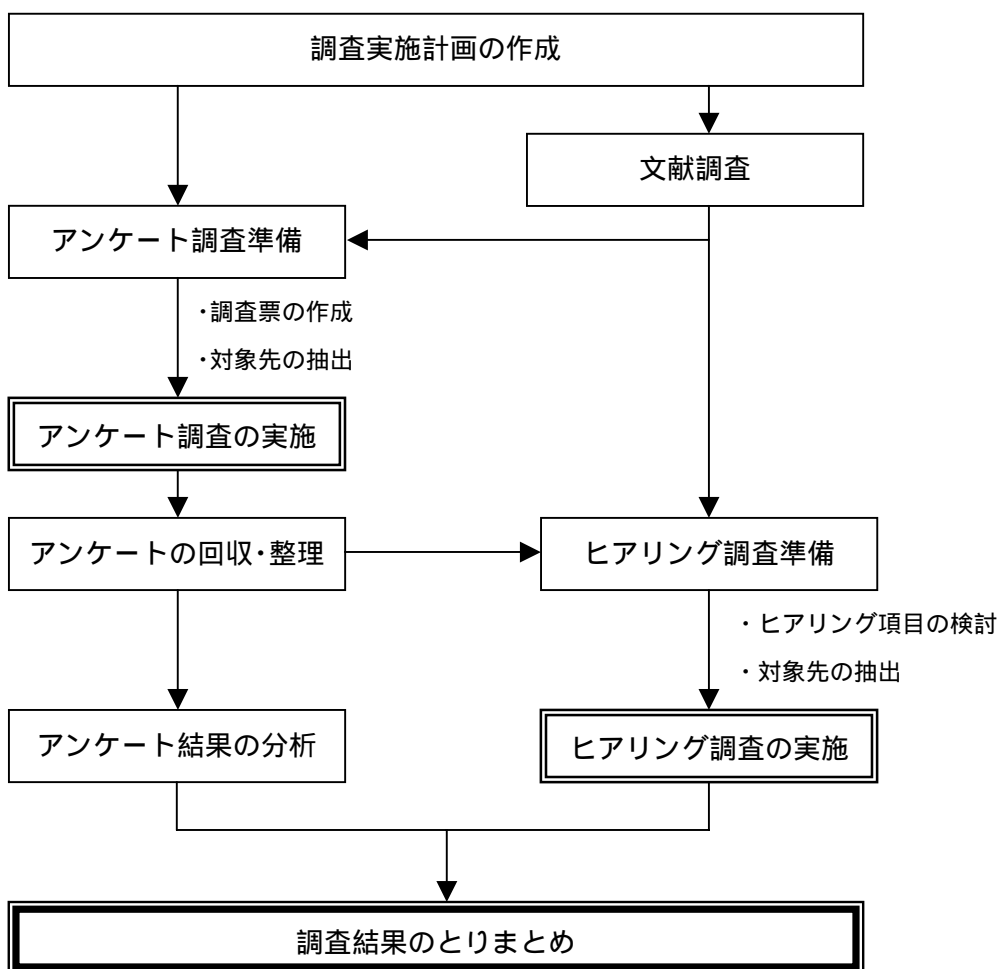 調査実施計画の作成
文献調査
アンケート調査準備
･調査票の作成
･対象先の抽出
アンケート調査の実施
アンケートの回収･整理
ヒアリング調査準備
・ヒアリング項目の検討
・対象先の抽出
アンケート結果の分析
ヒアリング調査の実施
調査結果のとりまとめ